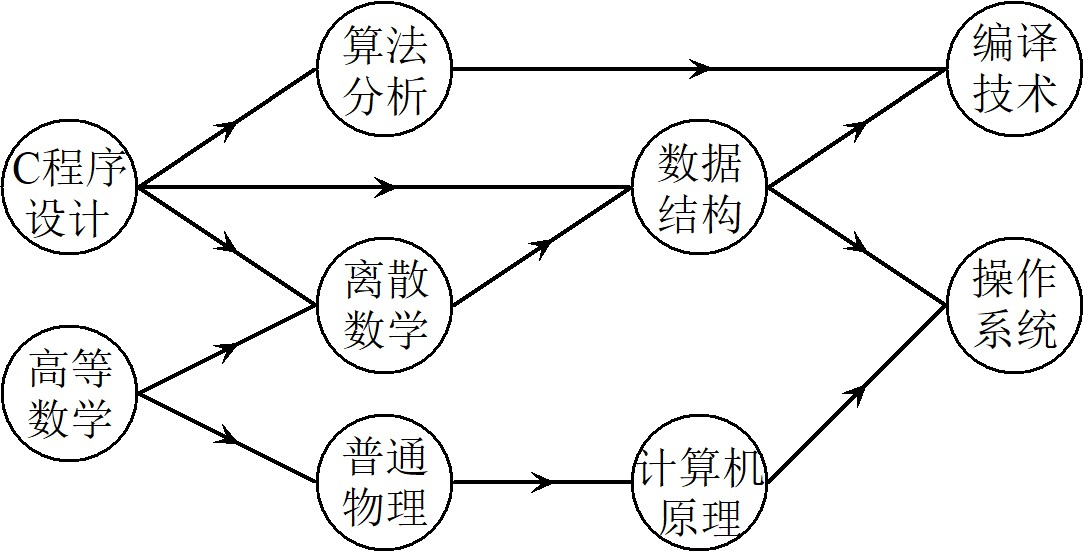 算法
分析
编译
技术
C程序
设计
数据
结构
离散
数学
操作
系统
高等
数学
普通
物理
计算机
原理